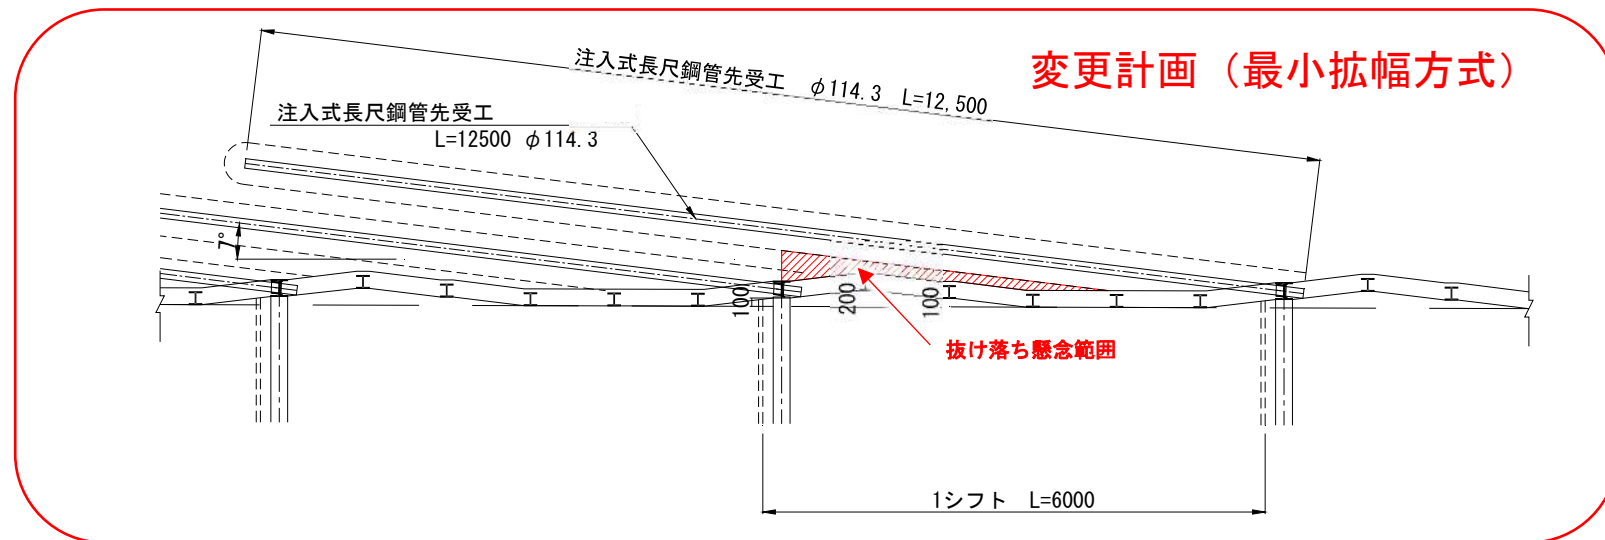 変更計画（最小拡幅方式）
注入式長尺鋼管先受工　φ114.3　L=12,500
注入式長尺鋼管先受工
L=12500 φ114.3
7°
100
200
100
抜け落ち懸念範囲
1シフト　L=6000